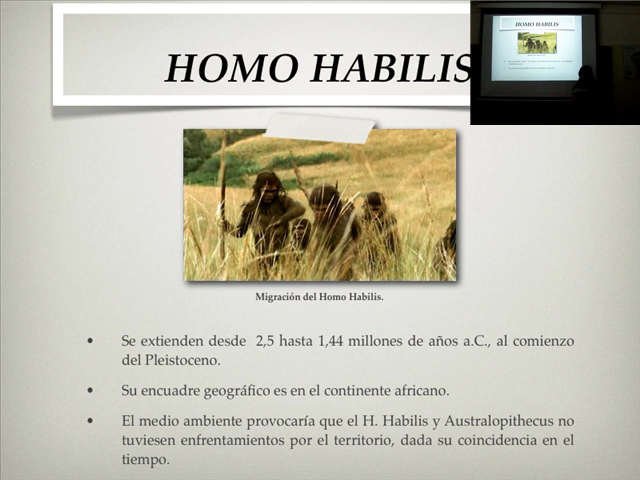 HOMO HABILIS
HOMO HABILIS
Migración del Homo Habilis.
• Se extienden desde 2,5 hasta 1,44 millones de años a.C., al comienzo
del Pleistoceno.
• Su encuadre geográfico es en el continente africano.
• El medio ambiente provocaría que el H. Habilis y Australopithecus no
tuviesen enfrentamientos por el territorio, dada su coincidencia en el
tiempo.